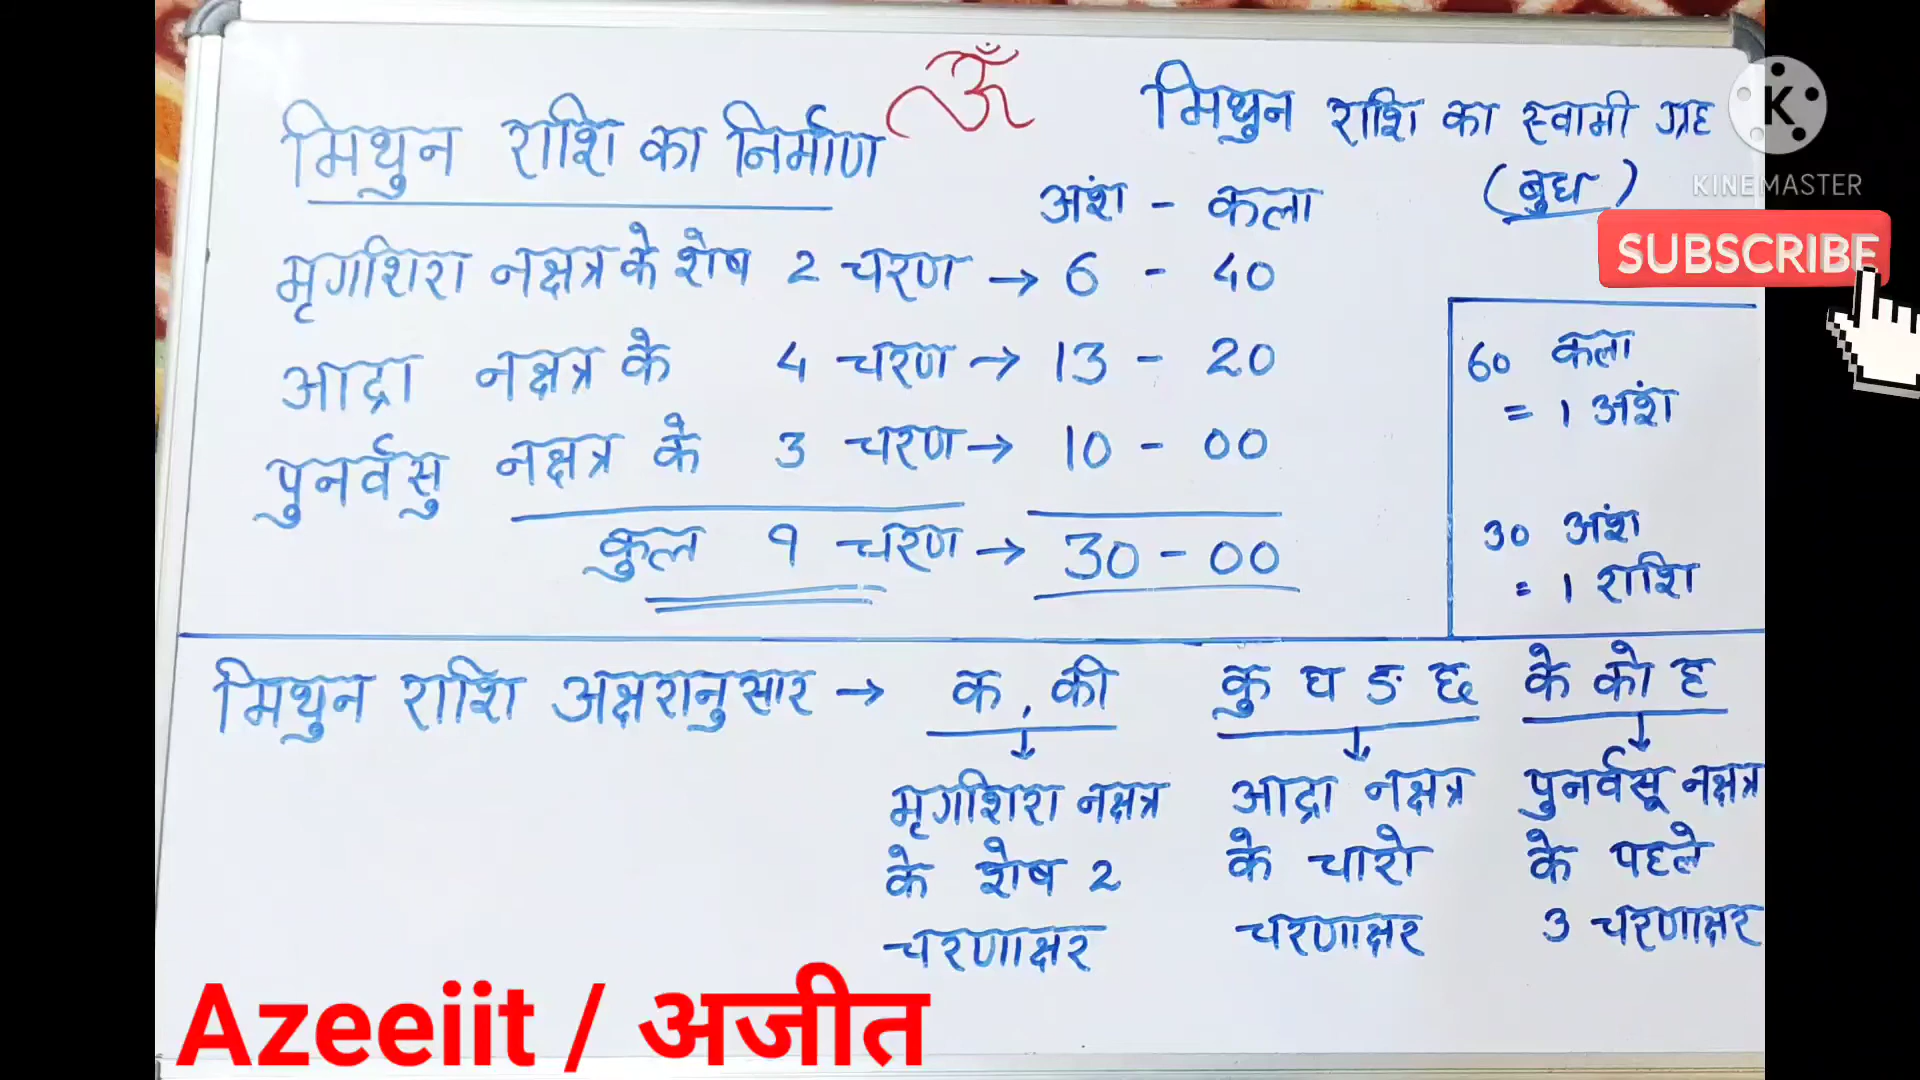 ॐ
मिथुन राशि का निर्माण
मिथुन राशि का स्वामी ग्रह
(बुध)
KINEMASTER
SUBSCRIBE
अंश - कला
मृगशिरा नक्षत्र के शेष 2 चरण → 6 - 40
आद्रा नक्षत्र के 4 चरण → 13 - 20
पुनर्वसु नक्षत्र के 3 चरण → 10 - 00
कुल 9 चरण → 30 - 00
60 कला
= 1 अंश
30 अंश
= 1 राशि
मिथुन राशि अक्षरानुसार → क , की कु घ ङ छ के को ह
मृगशिरा नक्षत्र
के शेष 2
चरणाक्षर
आद्रा नक्षत्र
के चारो
चरणाक्षर
पुनर्वसू नक्षत्र
के पहले
3 चरणाक्षर
Azeeiit / अजीत